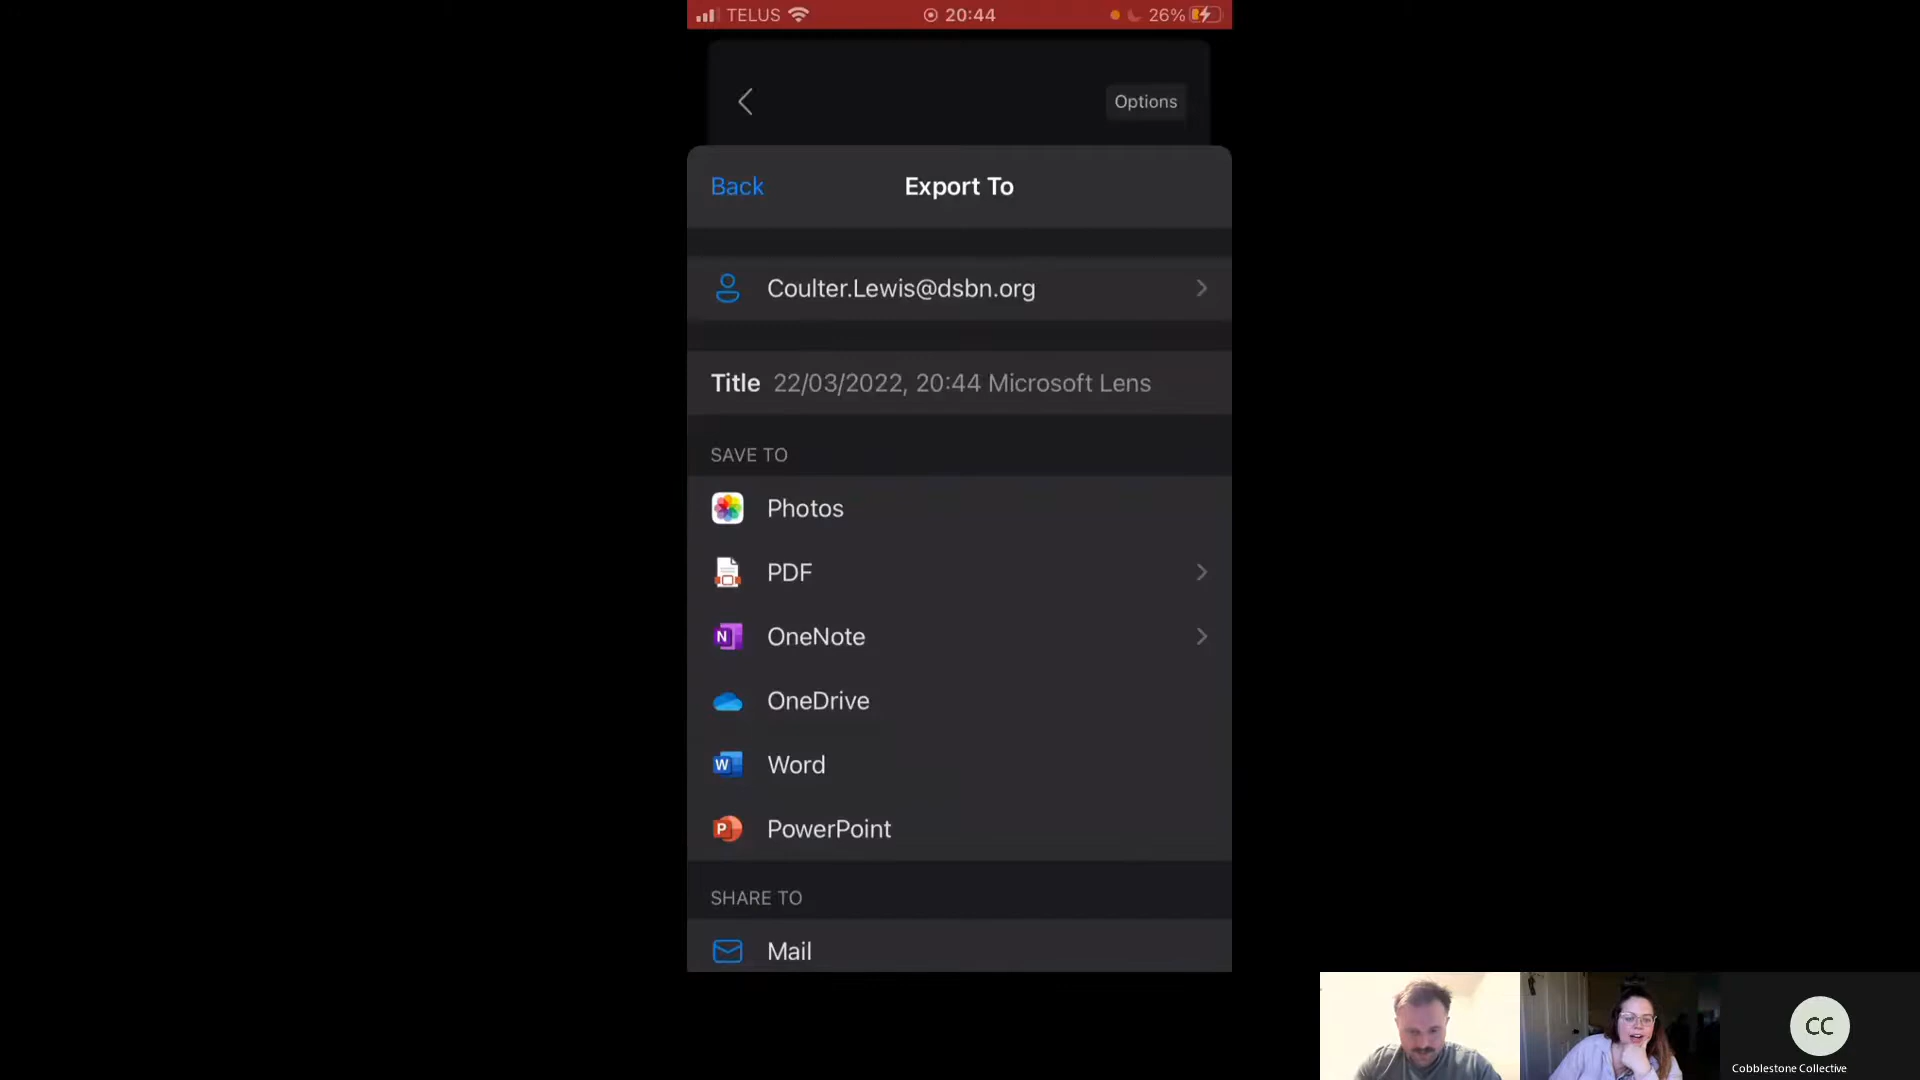 TELUS 20:44 26%
Options
Back Export To
Coulter.Lewis@dsbn.org
Title 22/03/2022, 20:44 Microsoft Lens
SAVE TO
Photos
PDF
N OneNote
OneDrive
W Word
P PowerPoint
SHARE TO
Mail
CC
Cobblestone Collective